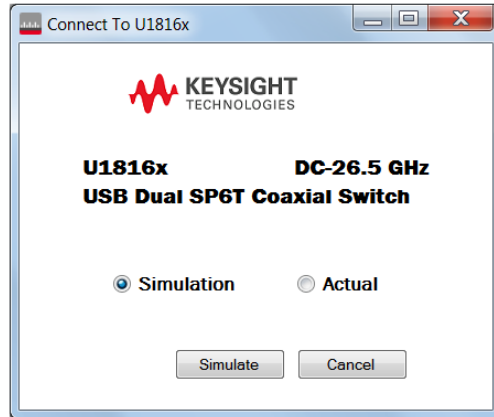 Connect To U1816x
KEYSIGHT
TECHNOLOGIES
U1816x DC-26.5 GHz
USB Dual SP6T Coaxial Switch
Simulation Actual
Simulate Cancel